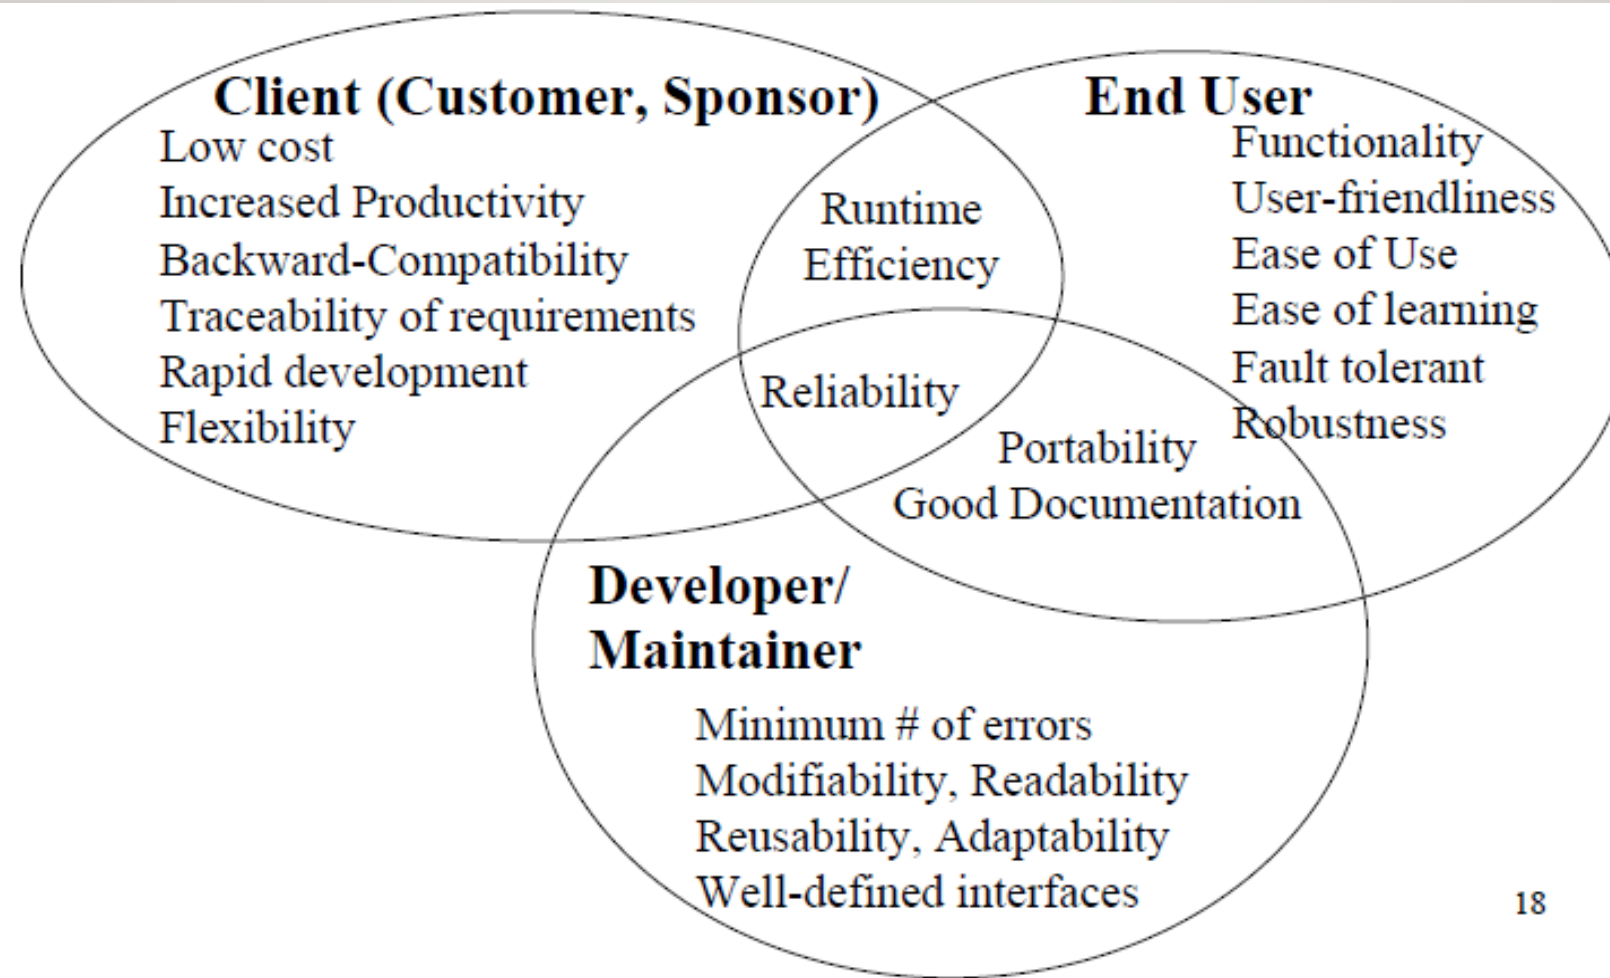 Client (Customer, Sponsor)
Low cost
Increased Productivity
Backward-Compatibility
Traceability of requirements
Rapid development
Flexibility
Runtime
Efficiency
End User
Functionality
User-friendliness
Ease of Use
Ease of learning
Fault tolerant
Robustness
Reliability
Portability
Good Documentation
Developer/
Maintainer
Minimum # of errors
Modifiability, Readability
Reusability, Adaptability
Well-defined interfaces
18